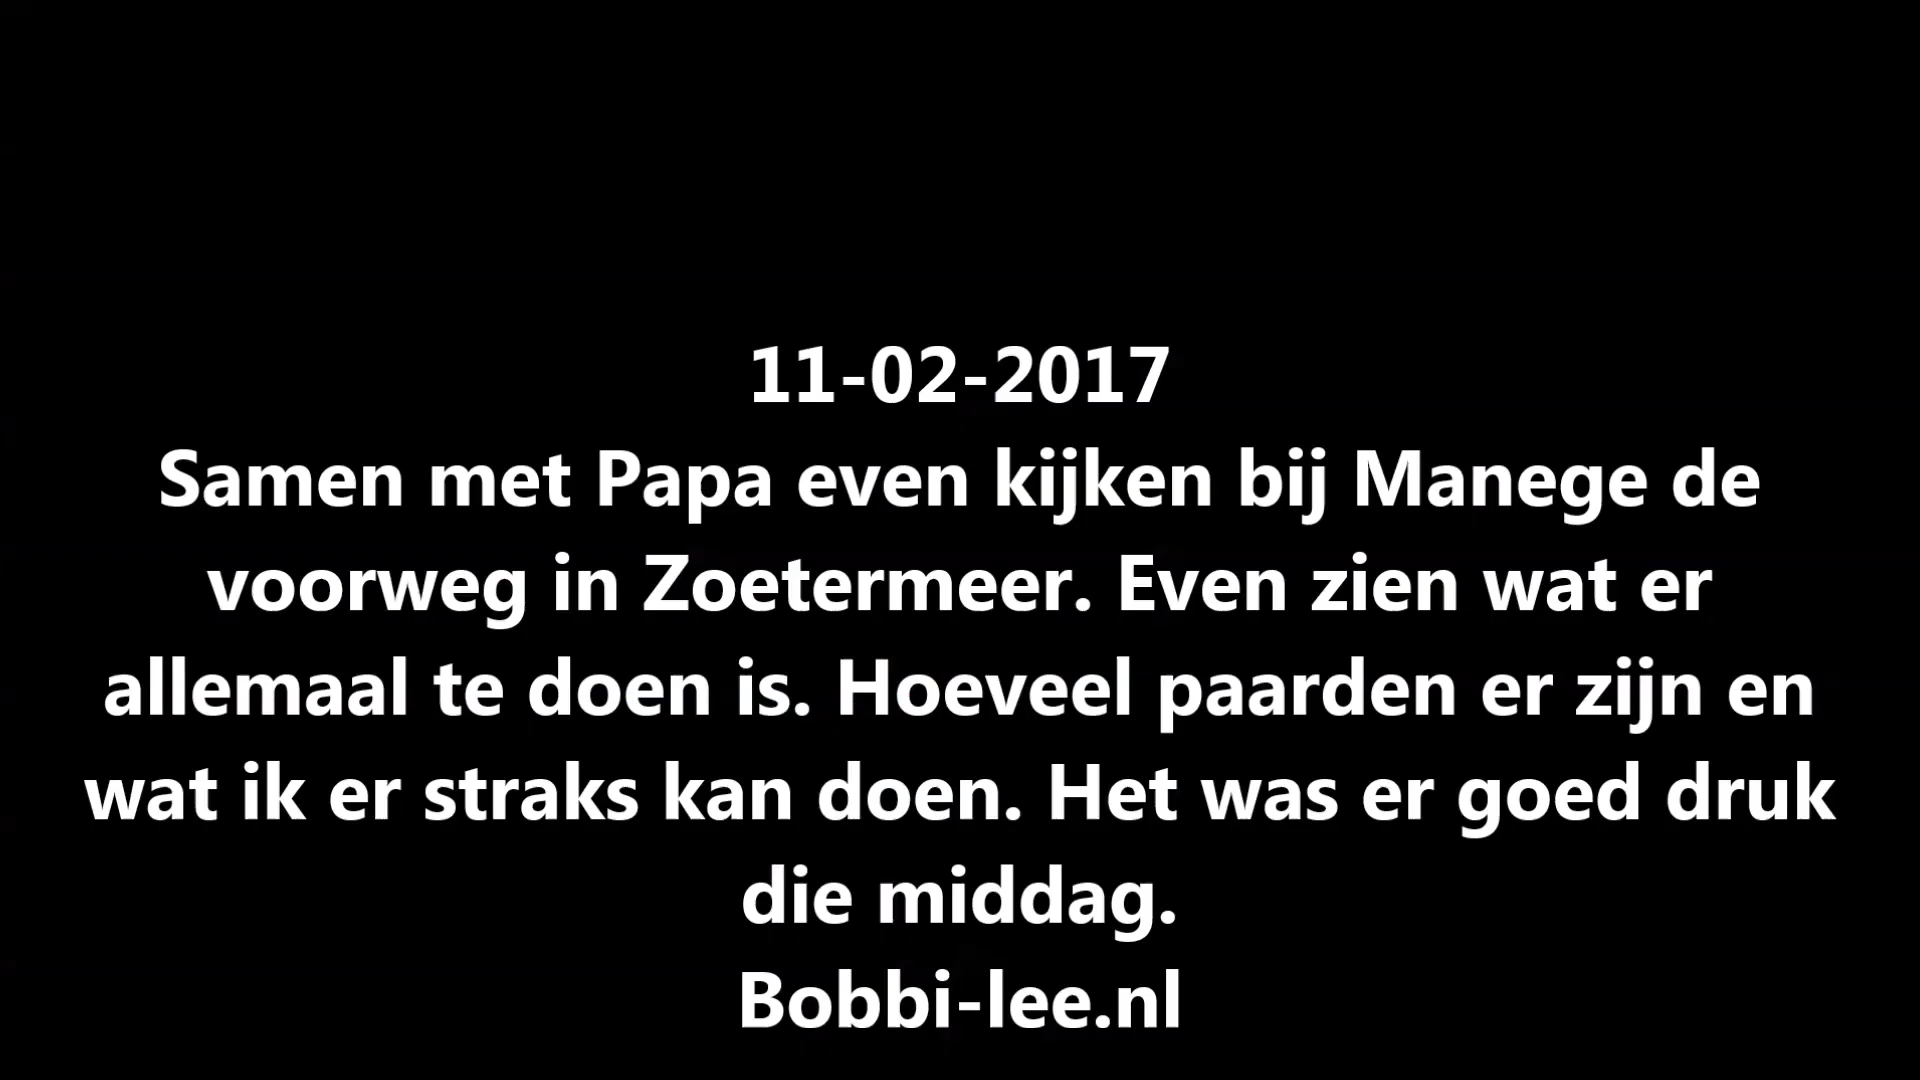 11-02-2017
Samen met Papa even kijken bij Manege de
voorweg in Zoetermeer. Even zien wat er
allemaal te doen is. Hoeveel paarden er zijn en
wat ik er straks kan doen. Het was er goed druk
die middag.
Bobbi-lee.nl